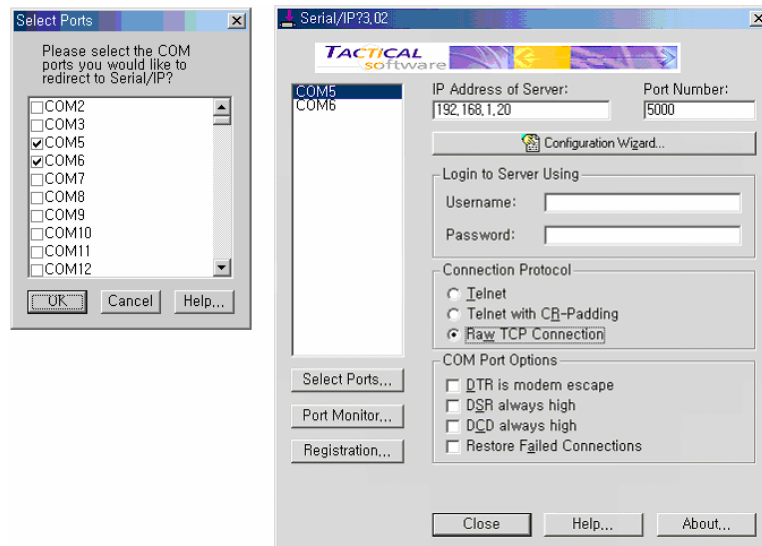 Select Ports
Please select the COM
ports you would like to
redirect to Serial/IP?
COM2
COM3
COM5
COM6
COM7
COM8
COM9
COM10
COM11
COM12
OK
Cancel
Help...
Serial/IP?3,02
TACTICAL
software
COM5
COM6
IP Address of Server:
Port Number:
192,168,1,20
5000
Configuration Wizard...
Login to Server Using
Username:
Password:
Connection Protocol
Telnet
Telnet with CR-Padding
Raw TCP Connection
COM Port Options
DTR is modem escape
DSR always high
DCD always high
Restore Failed Connections
Select Ports...
Port Monitor...
Registration...
Close
Help...
About...